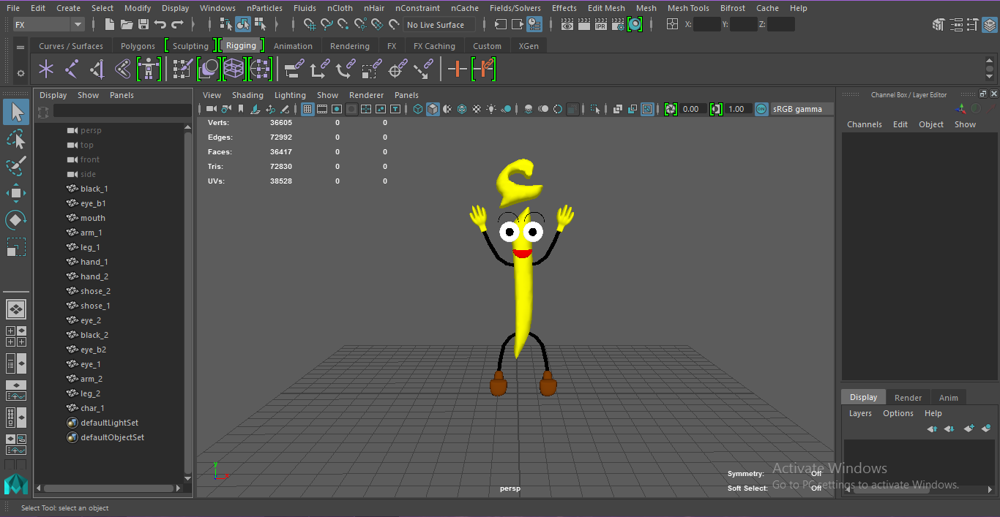 File Edit Create Select Modify Display Windows nParticles Fluids nCloth nHair nConstraint nCache Fields/Solvers Effects Edit Mesh Mesh Mesh Tools Bifrost Cache Help
FX No Live Surface IPR X: Y: Z:
Curves / Surfaces Polygons Sculpting Rigging Animation Rendering FX FX Caching Custom XGen
Display Show Panels
View Shading Lighting Show Renderer Panels
Channel Box / Layer Editor
0.00 1.00 ON sRGB gamma
Channels Edit Object Show
Verts: 36605 0 0
Edges: 72992 0 0
Faces: 36417 0 0
Tris: 72830 0 0
UVs: 38528 0 0
persp
top
front
side
black_1
eye_b1
mouth
arm_1
leg_1
hand_1
hand_2
shose_2
shose_1
eye_2
black_2
eye_b2
eye_1
arm_2
leg_2
char_1
defaultLightSet
defaultObjectSet
أ
Display Render Anim
Layers Options Help
y
x
persp
Symmetry: Off
Soft Select: Off
Activate Windows
Go to PC settings to activate Windows.
Select Tool: select an object